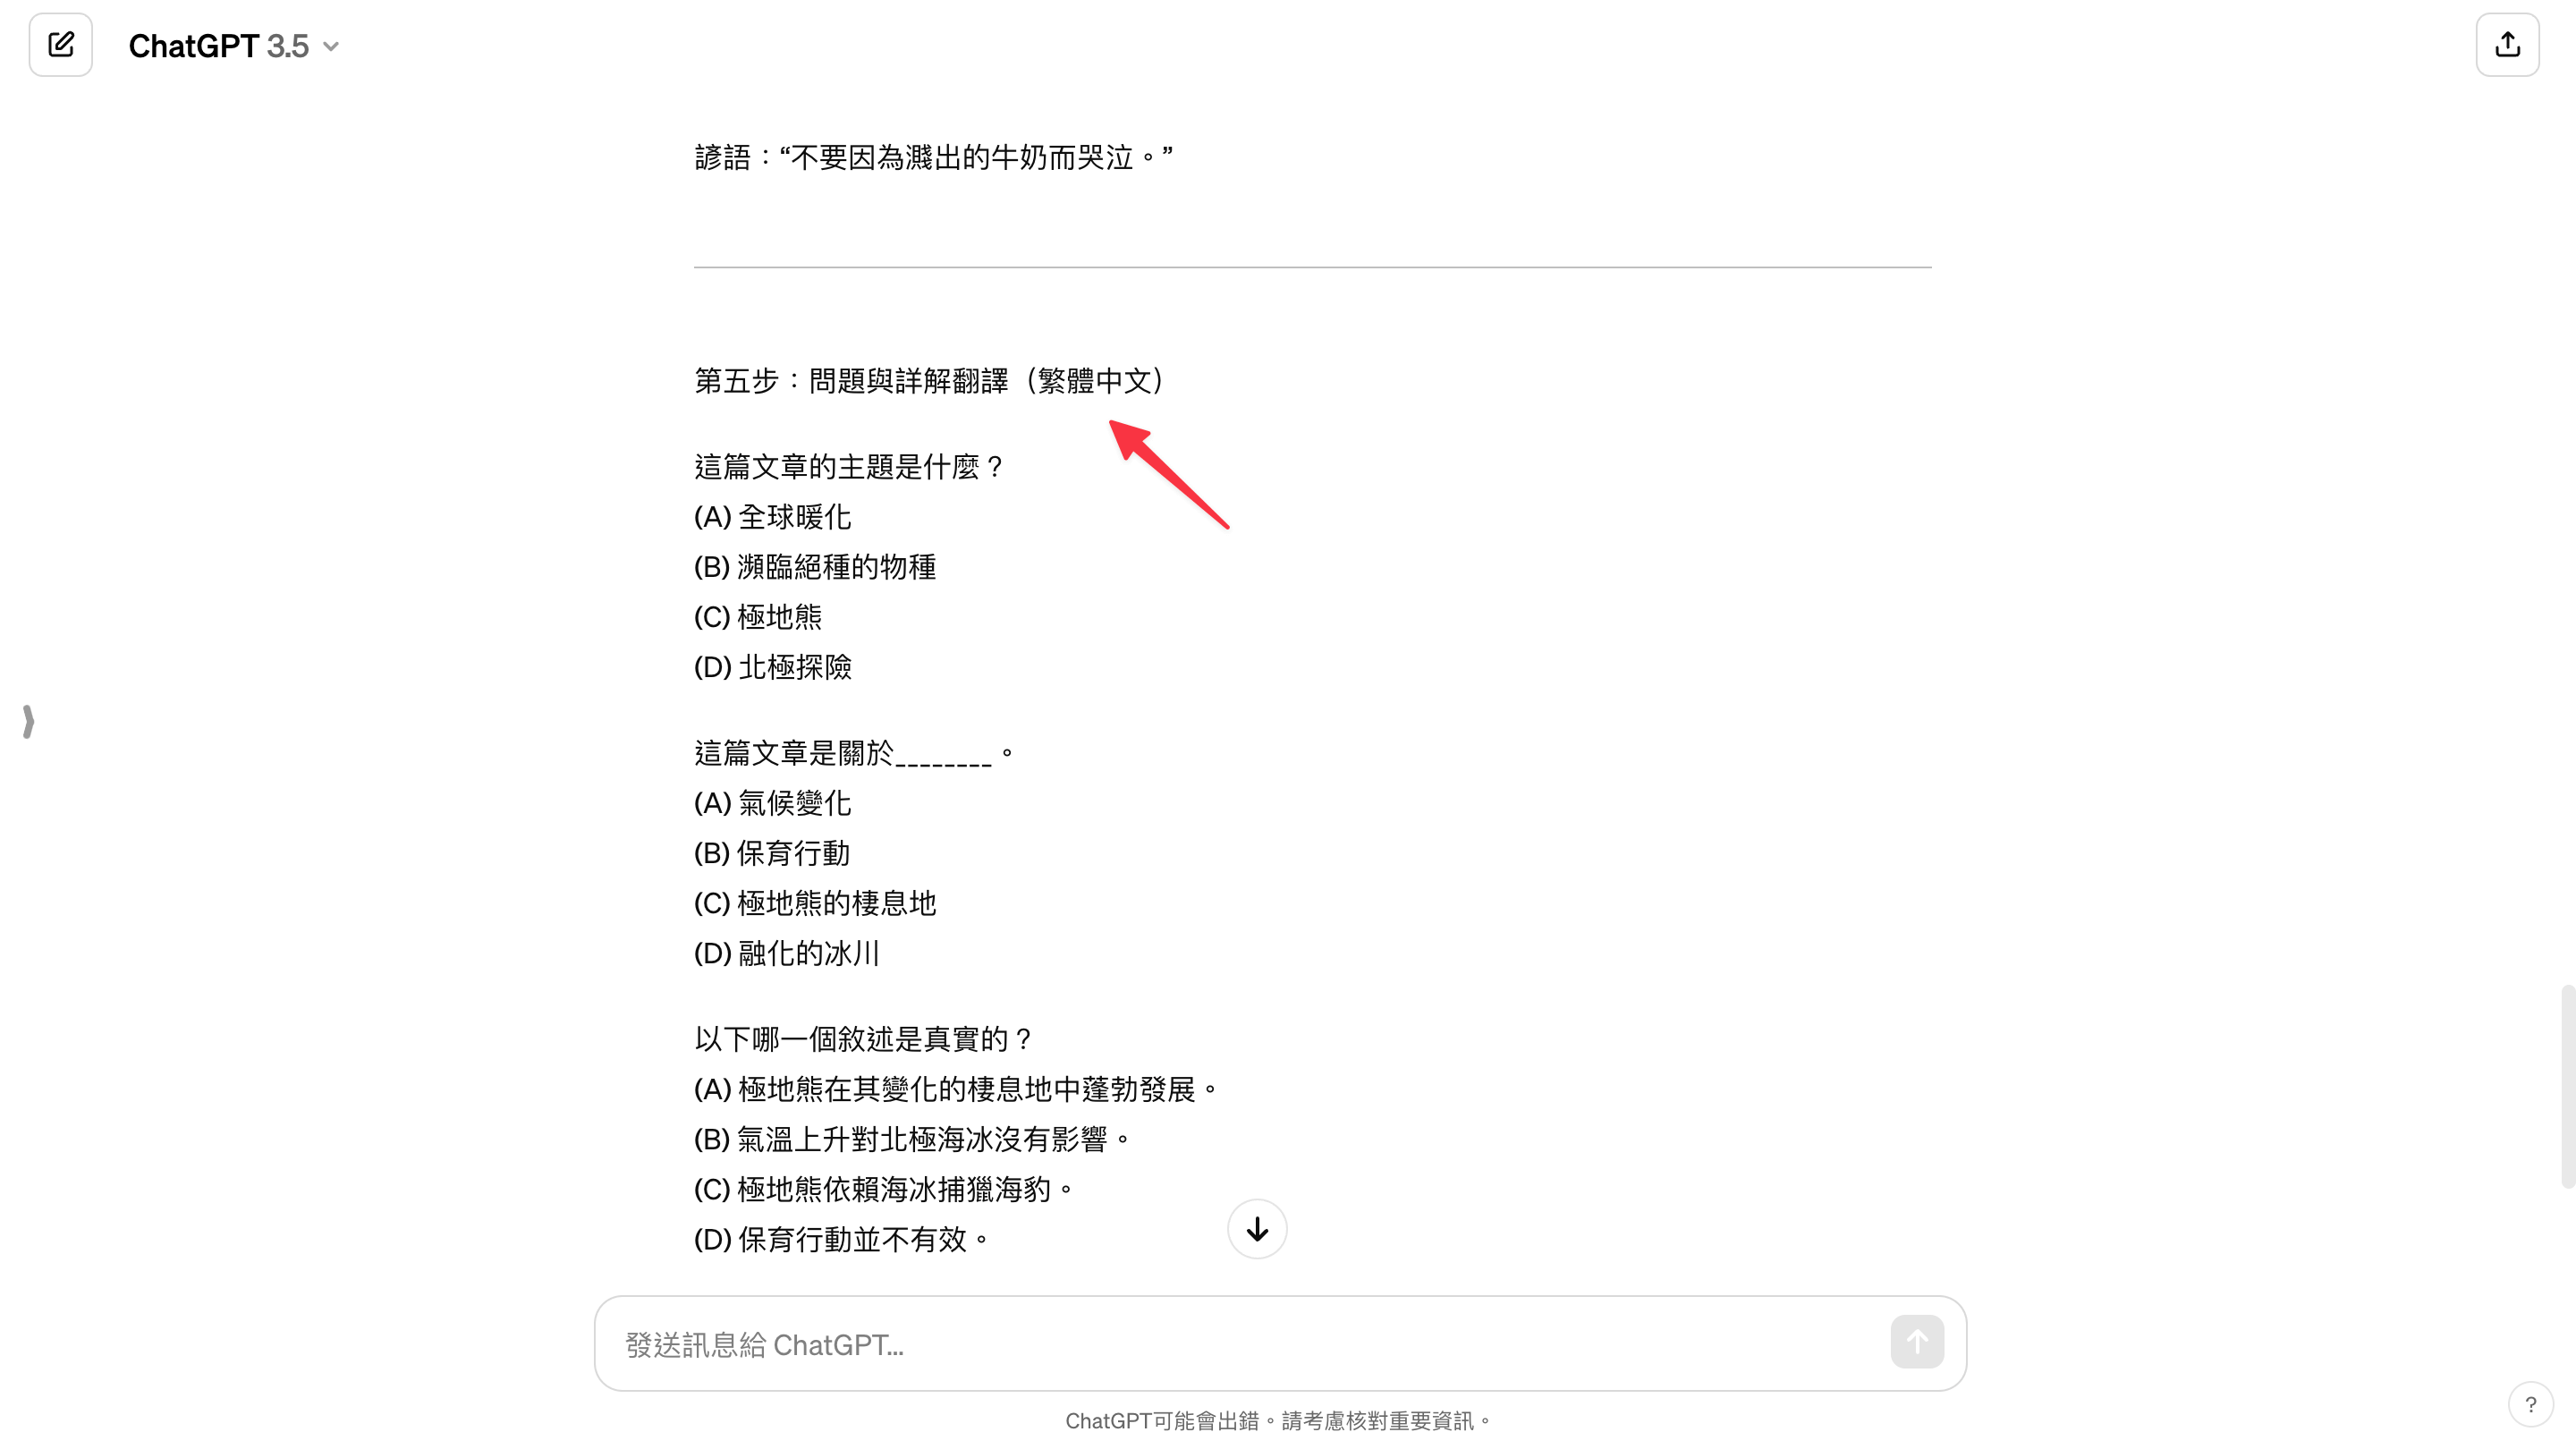 ChatGPT 3.5
諺語：“不要因為濺出的牛奶而哭泣。”
第五步：問題與詳解翻譯（繁體中文）
這篇文章的主題是什麼？
(A) 全球暖化
(B) 瀕臨絕種的物種
(C) 極地熊
(D) 北極探險
這篇文章是關於________。
(A) 氣候變化
(B) 保育行動
(C) 極地熊的棲息地
(D) 融化的冰川
以下哪一個敘述是真實的？
(A) 極地熊在其變化的棲息地中蓬勃發展。
(B) 氣溫上升對北極海冰沒有影響。
(C) 極地熊依賴海冰捕獵海豹。
(D) 保育行動並不有效。
發送訊息給 ChatGPT...
ChatGPT可能會出錯。請考慮核對重要資訊。
?